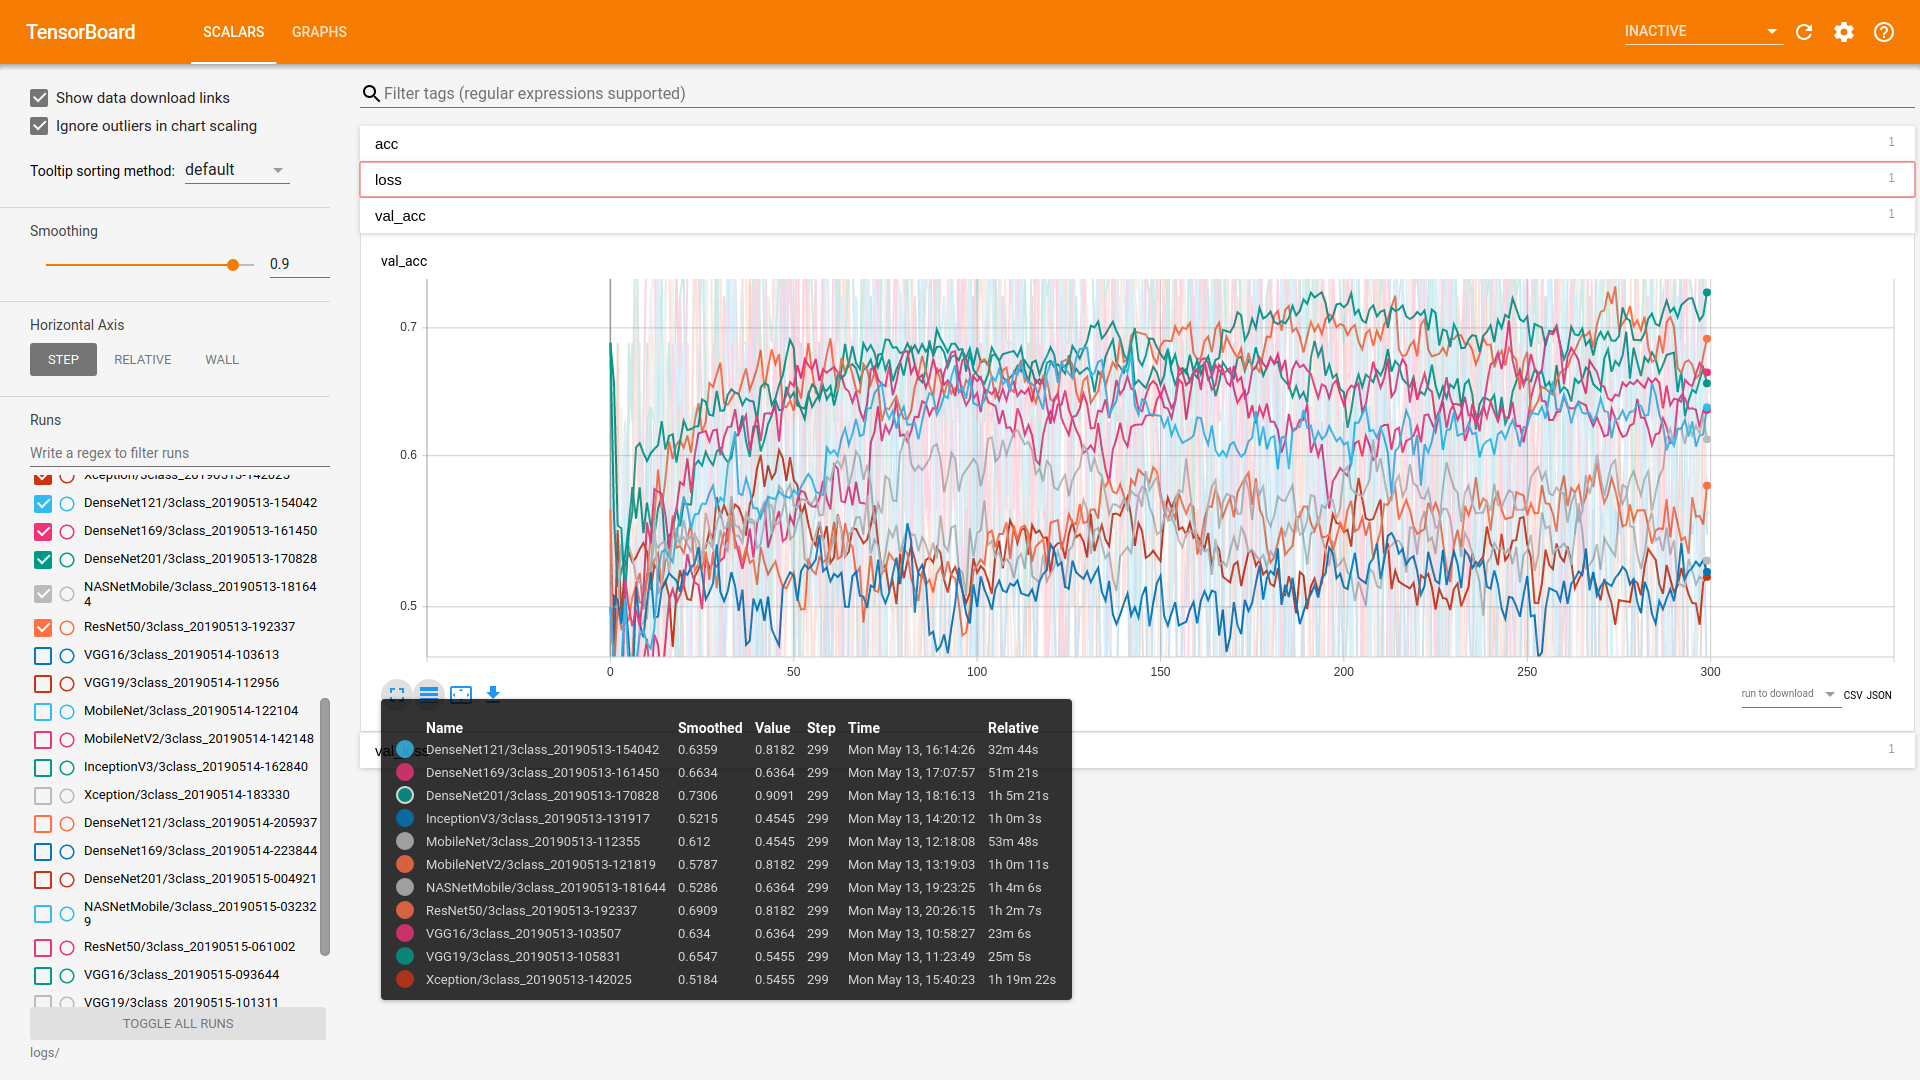 TensorBoard
SCALARS
GRAPHS
INACTIVE
Show data download links
Ignore outliers in chart scaling
Tooltip sorting method:
default
Smoothing
0.9
Horizontal Axis
STEP
RELATIVE
WALL
Runs
Write a regex to filter runs
Xception/3class_20190513-142025
DenseNet121/3class_20190513-154042
DenseNet169/3class_20190513-161450
DenseNet201/3class_20190513-170828
NASNetMobile/3class_20190513-18164
4
ResNet50/3class_20190513-192337
VGG16/3class_20190514-103613
VGG19/3class_20190514-112956
MobileNet/3class_20190514-122104
MobileNetV2/3class_20190514-142148
InceptionV3/3class_20190514-162840
Xception/3class_20190514-183330
DenseNet121/3class_20190514-205937
DenseNet169/3class_20190514-223844
DenseNet201/3class_20190515-004921
NASNetMobile/3class_20190515-03232
9
ResNet50/3class_20190515-061002
VGG16/3class_20190515-093644
VGG19/3class_20190515-101311
TOGGLE ALL RUNS
logs/
Filter tags (regular expressions supported)
acc 1
loss 1
val_acc 1
val_acc
0.7
0.6
0.5
0 50 100 150 200 250 300
run to download CSV JSON
val_loss 1
Name Smoothed Value Step Time Relative
DenseNet121/3class_20190513-154042 0.6359 0.8182 299 Mon May 13, 16:14:26 32m 44s
DenseNet169/3class_20190513-161450 0.6634 0.6364 299 Mon May 13, 17:07:57 51m 21s
DenseNet201/3class_20190513-170828 0.7306 0.9091 299 Mon May 13, 18:16:13 1h 5m 21s
InceptionV3/3class_20190513-131917 0.5215 0.4545 299 Mon May 13, 14:20:12 1h 0m 3s
MobileNet/3class_20190513-112355 0.612 0.4545 299 Mon May 13, 12:18:08 53m 48s
MobileNetV2/3class_20190513-121819 0.5787 0.8182 299 Mon May 13, 13:19:03 1h 0m 11s
NASNetMobile/3class_20190513-181644 0.5286 0.6364 299 Mon May 13, 19:23:25 1h 4m 6s
ResNet50/3class_20190513-192337 0.6909 0.8182 299 Mon May 13, 20:26:15 1h 2m 7s
VGG16/3class_20190513-103507 0.634 0.6364 299 Mon May 13, 10:58:27 23m 6s
VGG19/3class_20190513-105831 0.6547 0.5455 299 Mon May 13, 11:23:49 25m 5s
Xception/3class_20190513-142025 0.5184 0.5455 299 Mon May 13, 15:40:23 1h 19m 22s